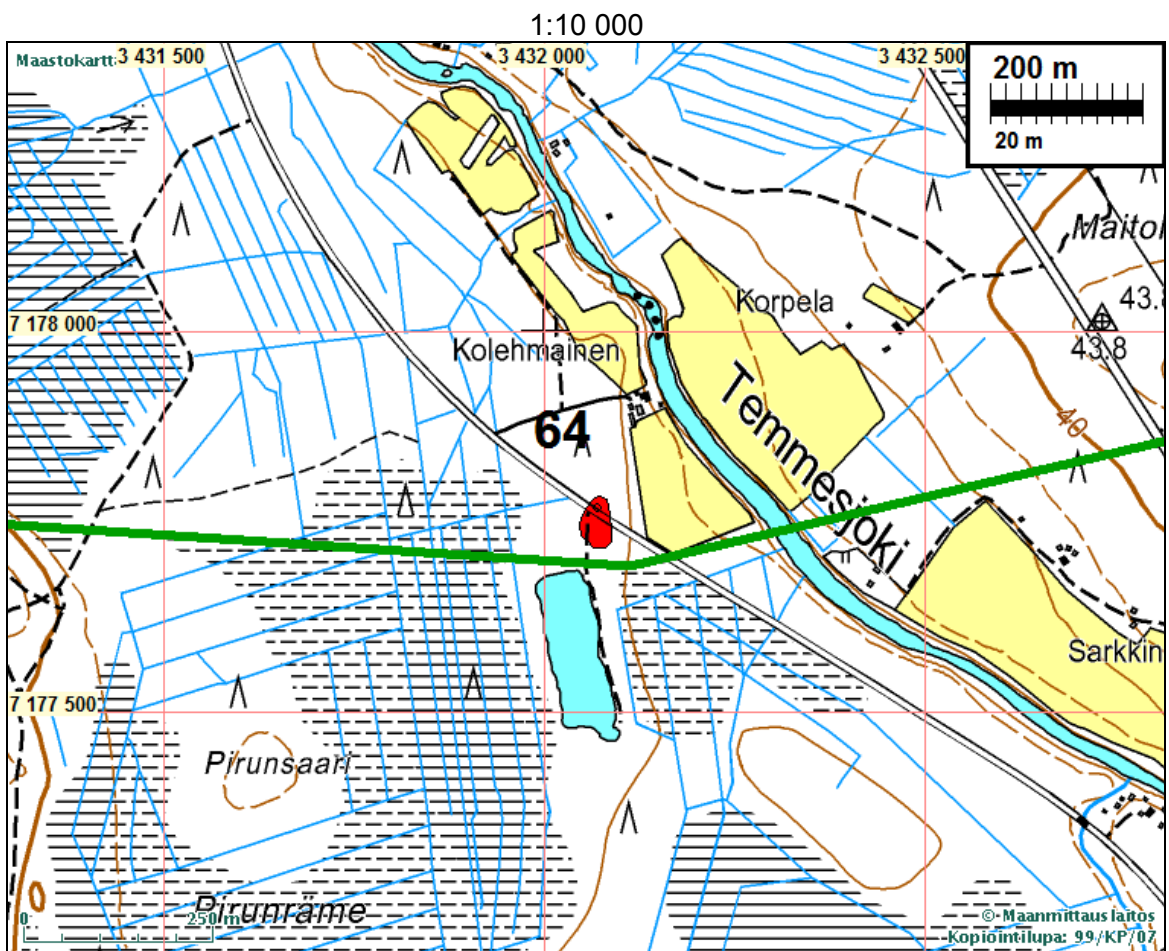 1:10 000
Maastokartt
3 431 500
3 432 000
3 432 500
200 m
20 m
Maitol
43.8
7 178 000
Korpela
43.8
Kolehmainen
Temmesjoki
64
40
Sarkkin
7 177 500
Pirunsaari
Pirunräme
0
250 m
© Maanmittauslaitos
Kopiointilupa: 99/KP/07